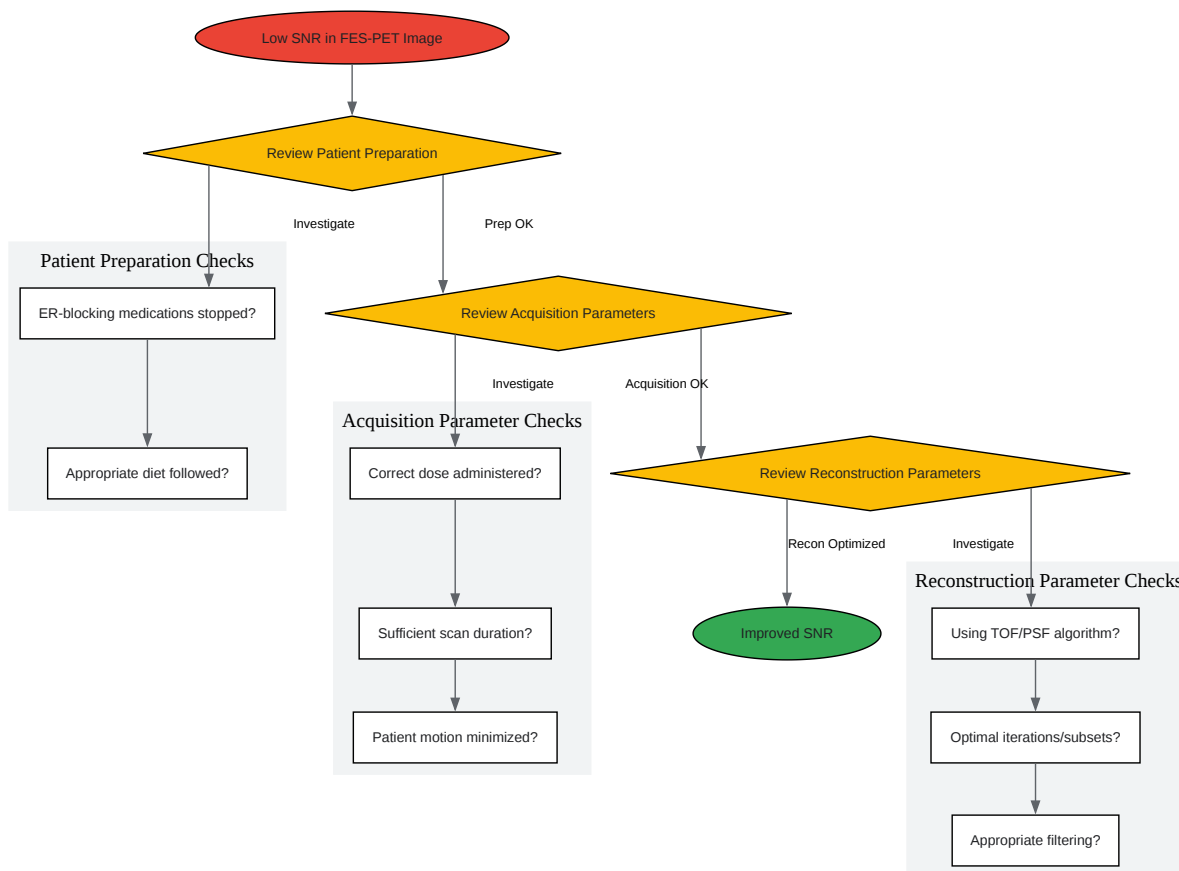 Low SNR in FES-PET Image
Review Patient Preparation
Investigate
Prep OK
Patient Preparation Checks
ER-blocking medications stopped?
Appropriate diet followed?
Review Acquisition Parameters
Investigate
Acquisition OK
Acquisition Parameter Checks
Correct dose administered?
Sufficient scan duration?
Patient motion minimized?
Review Reconstruction Parameters
Recon Optimized
Investigate
Improved SNR
Reconstruction Parameter Checks
Using TOF/PSF algorithm?
Optimal iterations/subsets?
Appropriate filtering?